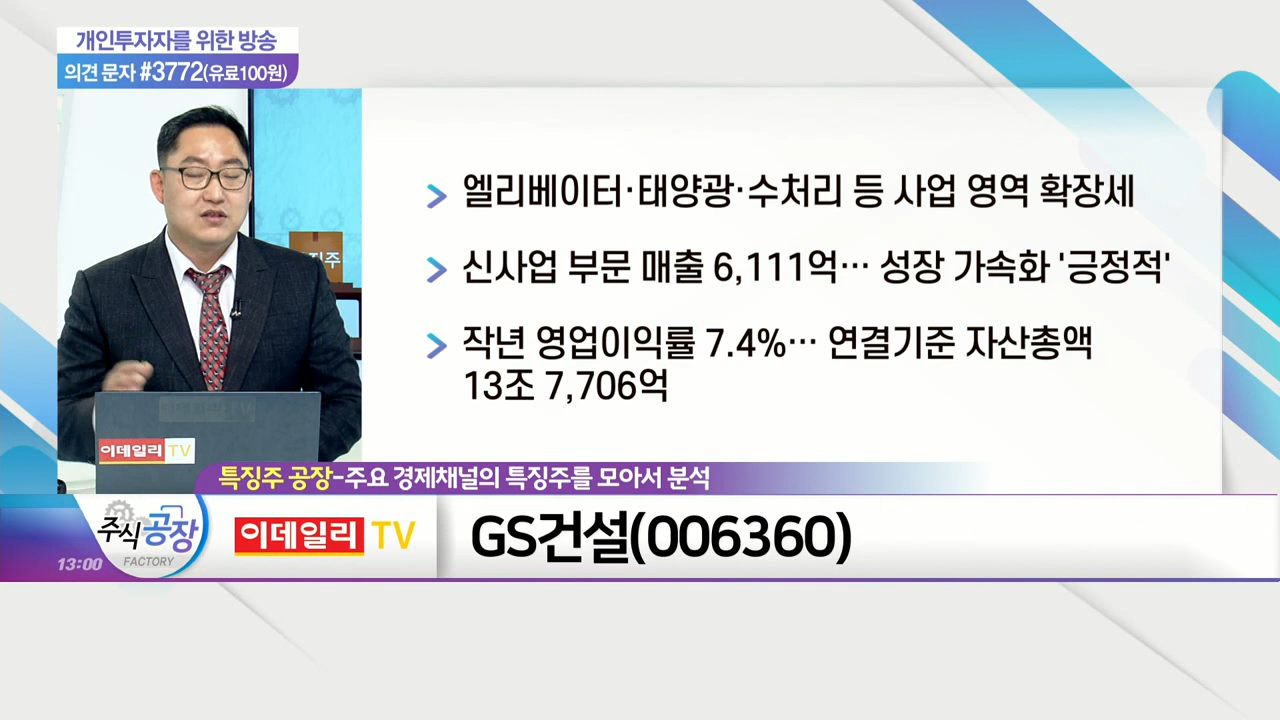 개인투자자를 위한 방송
의견 문자 #3772(유료100원)
엘리베이터·태양광·수처리 등 사업 영역 확장세
신사업 부문 매출 6,111억… 성장 가속화 '긍정적'
작년 영업이익률 7.4%… 연결기준 자산총액
13조 7,706억
이데일리 TV
특징주 공장-주요 경제채널의 특징주를 모아서 분석
주식공장
FACTORY
13:00
이데일리 TV
GS건설(006360)